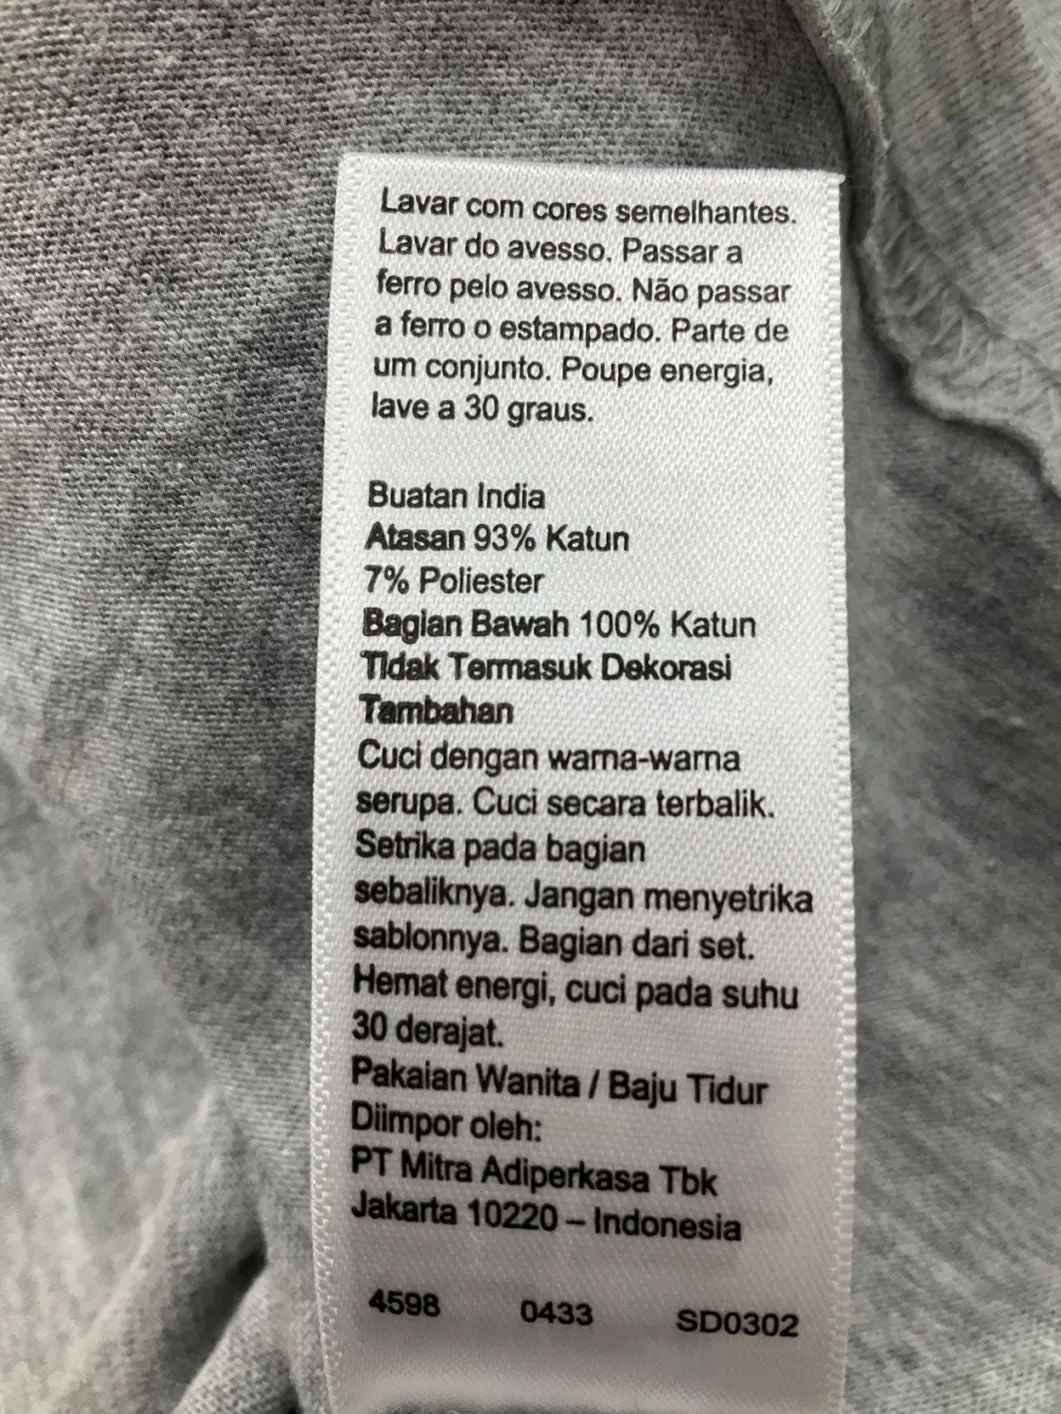 Lavar com cores semelhantes.
Lavar do avesso. Passar a
ferro pelo avesso. Não passar
a ferro o estampado. Parte de
um conjunto. Poupe energia,
lave a 30 graus.
Buatan India
Atasan 93% Katun
7% Poliester
Bagian Bawah 100% Katun
Tidak Termasuk Dekorasi
Tambahan
Cuci dengan warna-warna
serupa. Cuci secara terbalik.
Setrika pada bagian
sebaliknya. Jangan menyetrika
sablonnya. Bagian dari set.
Hemat energi, cuci pada suhu
30 derajat.
Pakaian Wanita / Baju Tidur
Diimpor oleh:
PT Mitra Adiperkasa Tbk
Jakarta 10220 – Indonesia
4598 0433 SD0302